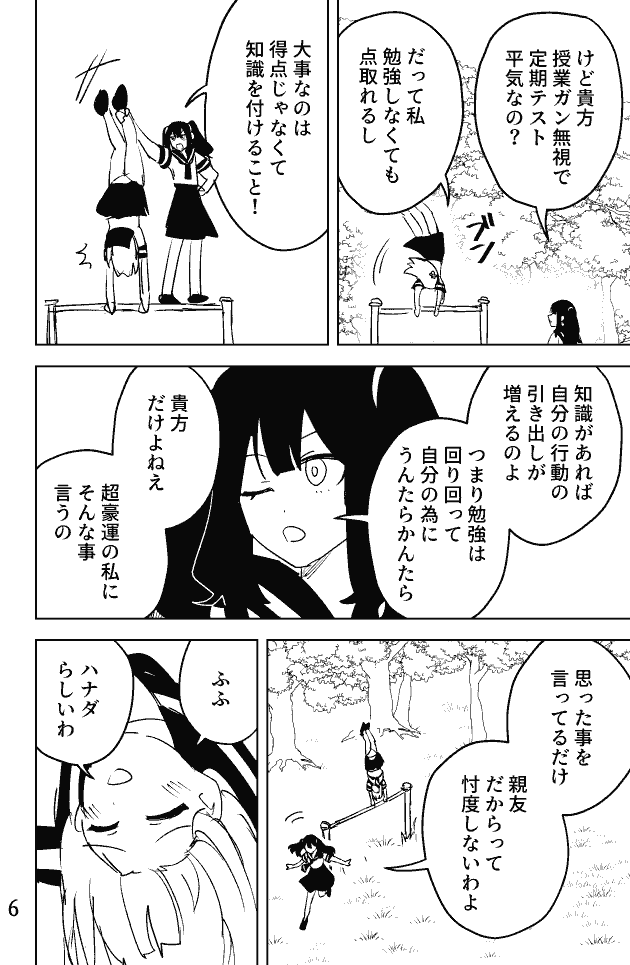 けど貴方
授業ガン無視で
定期テスト
平気なの？
だって私
勉強しなくても
点取れるし
ブン
大事なのは
得点じゃなくて
知識を付けること！
知識があれば
自分の行動の
引き出しが
増えるのよ
つまり勉強は
回り回って
自分の為に
うんたらかんたら
貴方
だけよねえ
超豪運の私に
そんな事
言うの
思った事を
言ってるだけ
親友
だからって
忖度しないわよ
ふふ
ハナダ
らしいわ
6